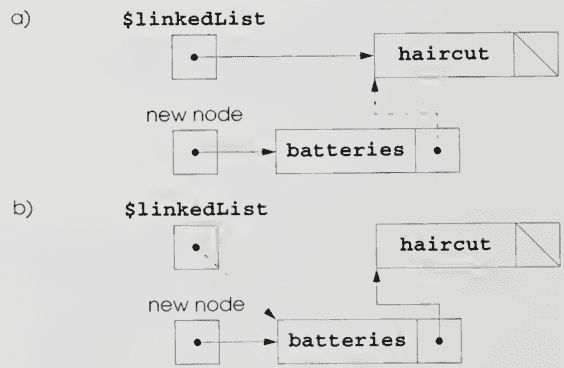 a)
$linkedList
haircut
new node
batteries
b)
$linkedList
haircut
new node
batteries